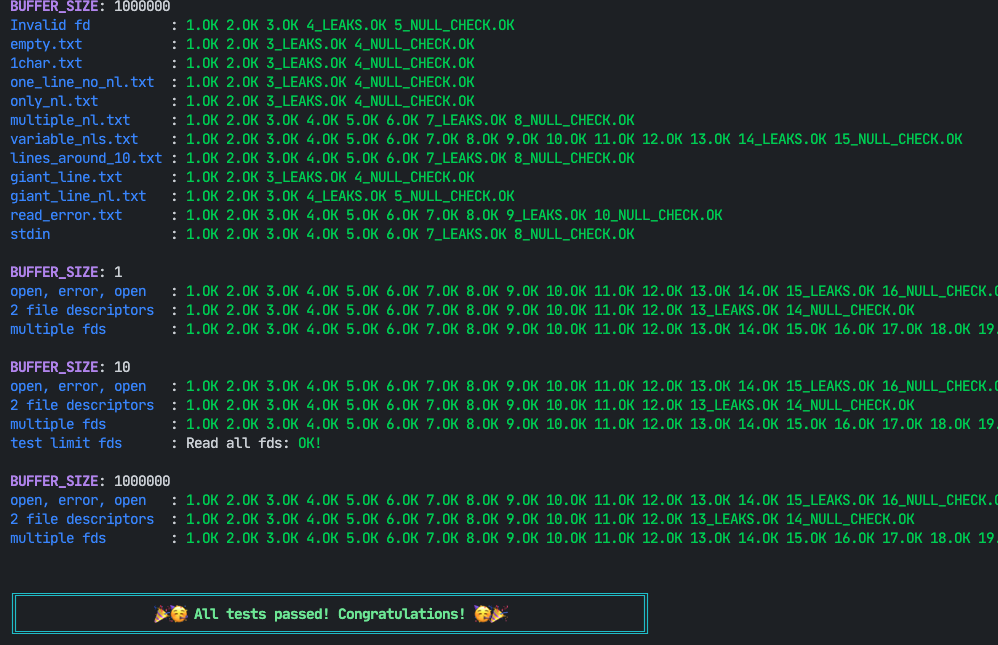 BUFFER_SIZE: 1000000
Invalid fd : 1.OK 2.OK 3.OK 4_LEAKS.OK 5_NULL_CHECK.OK
empty.txt : 1.OK 2.OK 3_LEAKS.OK 4_NULL_CHECK.OK
1char.txt : 1.OK 2.OK 3_LEAKS.OK 4_NULL_CHECK.OK
one_line_no_nl.txt : 1.OK 2.OK 3_LEAKS.OK 4_NULL_CHECK.OK
only_nl.txt : 1.OK 2.OK 3_LEAKS.OK 4_NULL_CHECK.OK
multiple_nl.txt : 1.OK 2.OK 3.OK 4.OK 5.OK 6.OK 7_LEAKS.OK 8_NULL_CHECK.OK
variable_nls.txt : 1.OK 2.OK 3.OK 4.OK 5.OK 6.OK 7.OK 8.OK 9.OK 10.OK 11.OK 12.OK 13.OK 14_LEAKS.OK 15_NULL_CHECK.OK
lines_around_10.txt : 1.OK 2.OK 3.OK 4.OK 5.OK 6.OK 7_LEAKS.OK 8_NULL_CHECK.OK
giant_line.txt : 1.OK 2.OK 3_LEAKS.OK 4_NULL_CHECK.OK
giant_line_nl.txt : 1.OK 2.OK 3.OK 4_LEAKS.OK 5_NULL_CHECK.OK
read_error.txt : 1.OK 2.OK 3.OK 4.OK 5.OK 6.OK 7.OK 8.OK 9_LEAKS.OK 10_NULL_CHECK.OK
stdin : 1.OK 2.OK 3.OK 4.OK 5.OK 6.OK 7_LEAKS.OK 8_NULL_CHECK.OK
BUFFER_SIZE: 1
open, error, open : 1.OK 2.OK 3.OK 4.OK 5.OK 6.OK 7.OK 8.OK 9.OK 10.OK 11.OK 12.OK 13.OK 14.OK 15_LEAKS.OK 16_NULL_CHECK.
2 file descriptors : 1.OK 2.OK 3.OK 4.OK 5.OK 6.OK 7.OK 8.OK 9.OK 10.OK 11.OK 12.OK 13_LEAKS.OK 14_NULL_CHECK.OK
multiple fds : 1.OK 2.OK 3.OK 4.OK 5.OK 6.OK 7.OK 8.OK 9.OK 10.OK 11.OK 12.OK 13.OK 14.OK 15.OK 16.OK 17.OK 18.OK 19.
BUFFER_SIZE: 10
open, error, open : 1.OK 2.OK 3.OK 4.OK 5.OK 6.OK 7.OK 8.OK 9.OK 10.OK 11.OK 12.OK 13.OK 14.OK 15_LEAKS.OK 16_NULL_CHECK.
2 file descriptors : 1.OK 2.OK 3.OK 4.OK 5.OK 6.OK 7.OK 8.OK 9.OK 10.OK 11.OK 12.OK 13_LEAKS.OK 14_NULL_CHECK.OK
multiple fds : 1.OK 2.OK 3.OK 4.OK 5.OK 6.OK 7.OK 8.OK 9.OK 10.OK 11.OK 12.OK 13.OK 14.OK 15.OK 16.OK 17.OK 18.OK 19.
test limit fds : Read all fds: OK!
BUFFER_SIZE: 1000000
open, error, open : 1.OK 2.OK 3.OK 4.OK 5.OK 6.OK 7.OK 8.OK 9.OK 10.OK 11.OK 12.OK 13.OK 14.OK 15_LEAKS.OK 16_NULL_CHECK.
2 file descriptors : 1.OK 2.OK 3.OK 4.OK 5.OK 6.OK 7.OK 8.OK 9.OK 10.OK 11.OK 12.OK 13_LEAKS.OK 14_NULL_CHECK.OK
multiple fds : 1.OK 2.OK 3.OK 4.OK 5.OK 6.OK 7.OK 8.OK 9.OK 10.OK 11.OK 12.OK 13.OK 14.OK 15.OK 16.OK 17.OK 18.OK 19.
🎉🥳 All tests passed! Congratulations! 🥳🎉